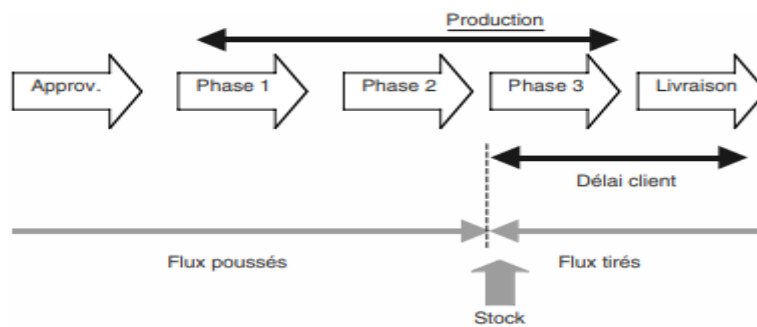 Production
Approv.
Phase 1
Phase 2
Phase 3
Livraison
Délai client
Flux poussés
Flux tirés
Stock